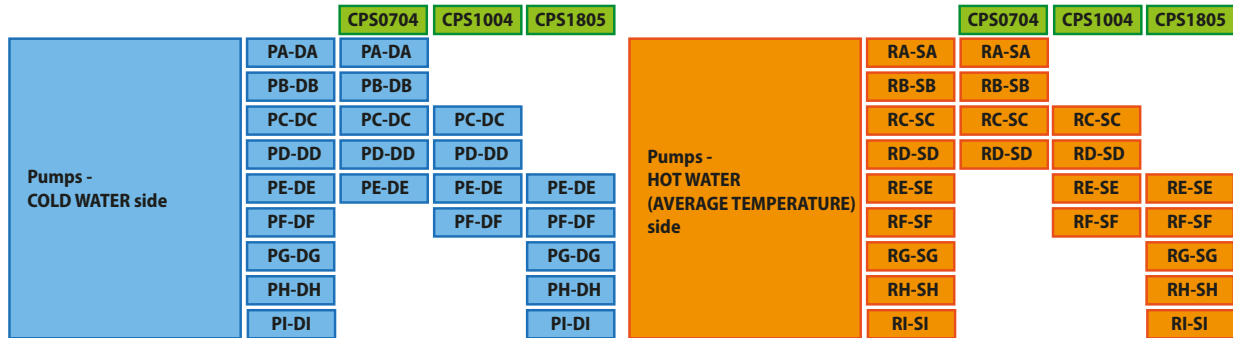 CPS0704 CPS1004 CPS1805 CPS0704 CPS1004 CPS1805
PA-DA PA-DA RA-SA RA-SA
PB-DB PB-DB RB-SB RB-SB
PC-DC PC-DC PC-DC RC-SC RC-SC RC-SC
PD-DD PD-DD PD-DD RD-SD RD-SD RD-SD
Pumps -
COLD WATER side
PE-DE PE-DE PE-DE PE-DE
Pumps -
HOT WATER
(AVERAGE TEMPERATURE)
side
RE-SE RE-SE RE-SE
PF-DF PF-DF PF-DF RF-SF RF-SF RF-SF
PG-DG PG-DG RG-SG RG-SG
PH-DH PH-DH RH-SH RH-SH
PI-DI PI-DI RI-SI RI-SI